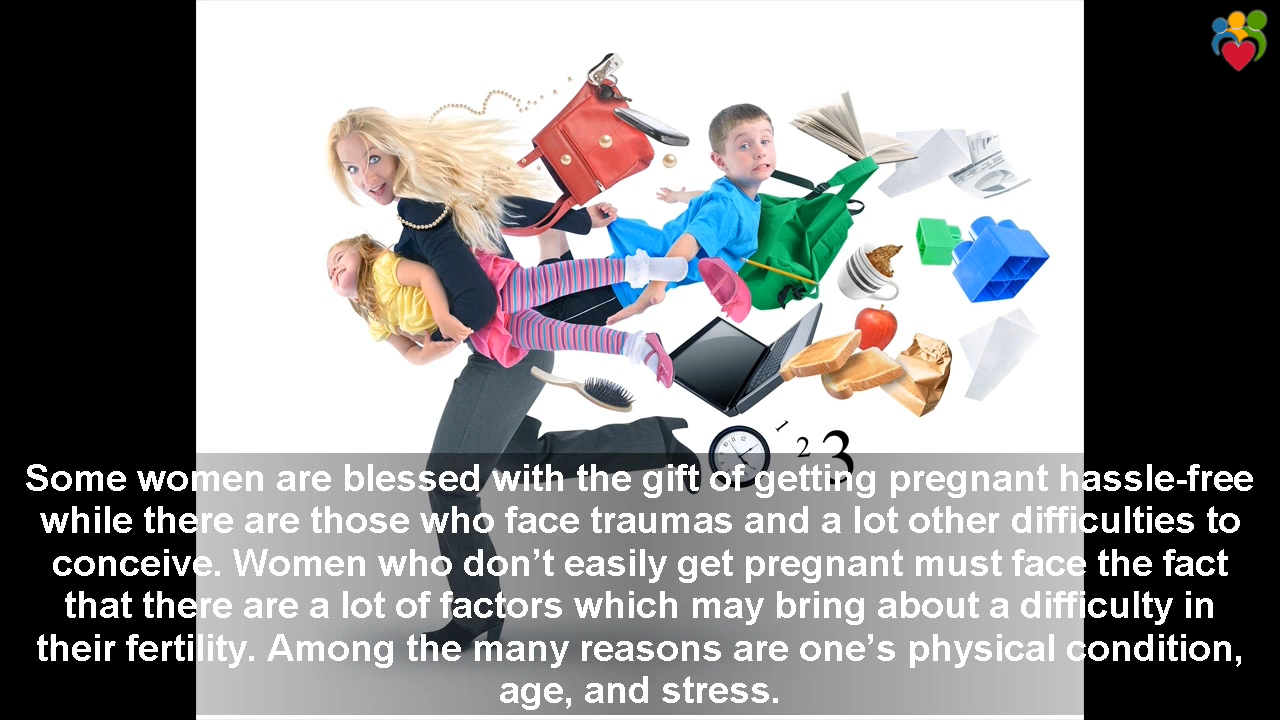 1 2 3
Some women are blessed with the gift of getting pregnant hassle-free
while there are those who face traumas and a lot other difficulties to
conceive. Women who don’t easily get pregnant must face the fact
that there are a lot of factors which may bring about a difficulty in
their fertility. Among the many reasons are one’s physical condition,
age, and stress.